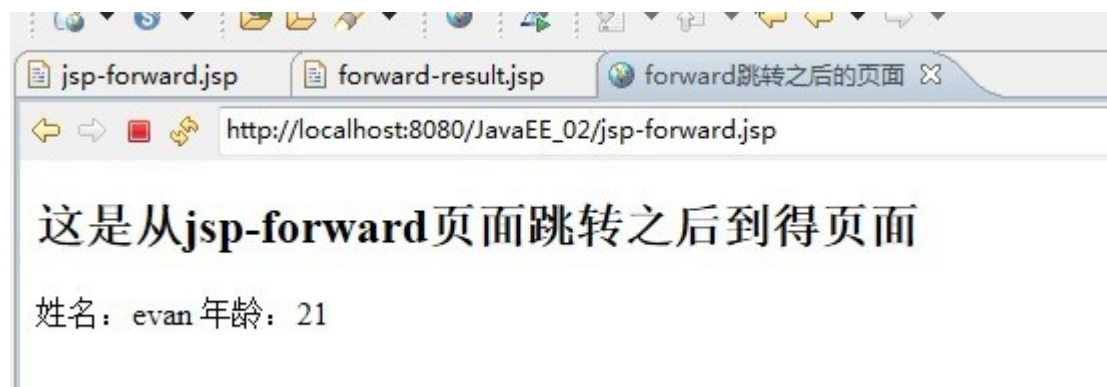 jsp-forward.jsp forward-result.jsp forward跳转之后的页面
http://localhost:8080/JavaEE_02/jsp-forward.jsp
这是从jsp-forward页面跳转之后到得页面
姓名：evan 年龄：21